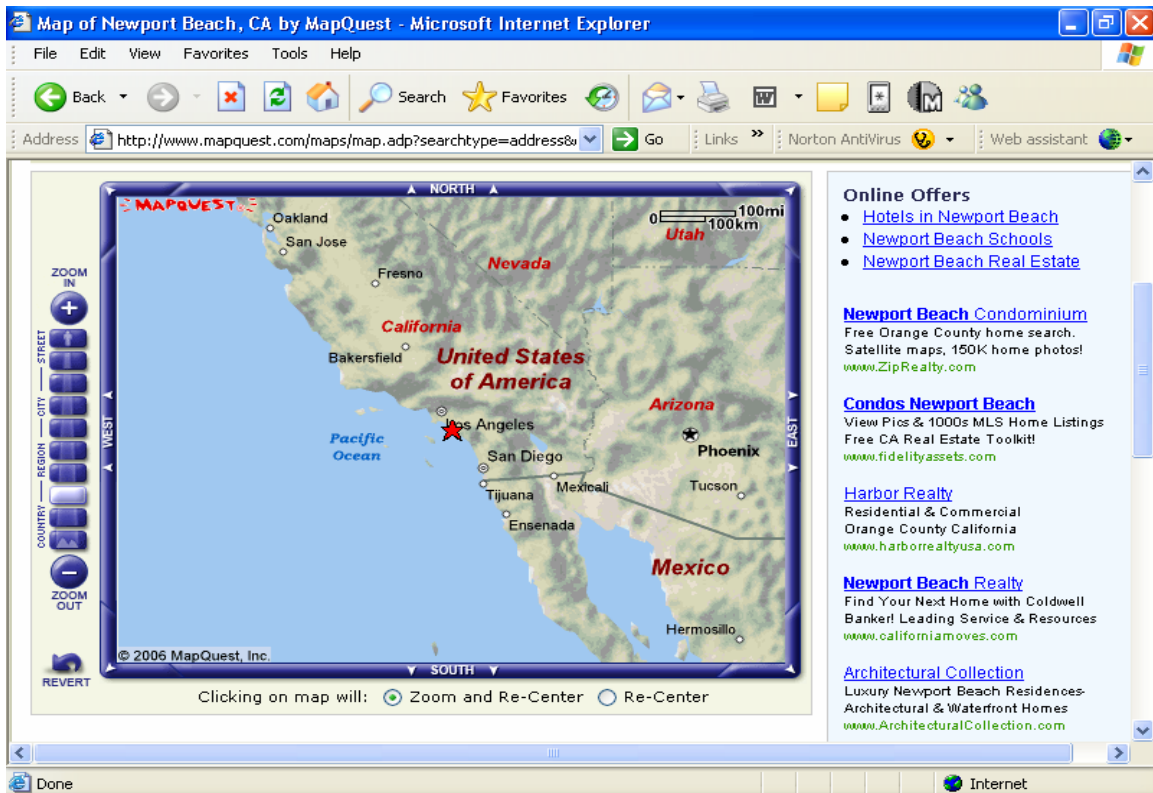 Map of Newport Beach, CA by MapQuest - Microsoft Internet Explorer
File Edit View Favorites Tools Help
Back Search Favorites
Address http://www.mapquest.com/maps/map.adp?searchtype=address& Go Links » Norton AntiVirus Web assistant
NORTH
MAPQUEST
Oakland
San Jose
0 100mi
100km
Utah
Nevada
Fresno
California
Bakersfield
United States
of America
Arizona
Los Angeles
Phoenix
Pacific
Ocean
San Diego
Tijuana
Mexicali
Tucson
Ensenada
Mexico
Hermosillo
© 2006 MapQuest, Inc.
WEST
EAST
SOUTH
ZOOM
IN
STREET
CITY
REGION
COUNTRY
ZOOM
OUT
REVERT
Clicking on map will: Zoom and Re-Center Re-Center
Online Offers
Hotels in Newport Beach
Newport Beach Schools
Newport Beach Real Estate
Newport Beach Condominium
Free Orange County home search.
Satellite maps, 150K home photos!
www.ZipRealty.com
Condos Newport Beach
View Pics & 1000s MLS Home Listings
Free CA Real Estate Toolkit!
www.fidelityassets.com
Harbor Realty
Residential & Commercial
Orange County California
www.harborrealtyusa.com
Newport Beach Realty
Find Your Next Home with Coldwell
Banker! Leading Service & Resources
www.californiamoves.com
Architectural Collection
Luxury Newport Beach Residences-
Architectural & Waterfront Homes
www.ArchitecturalCollection.com
Done Internet